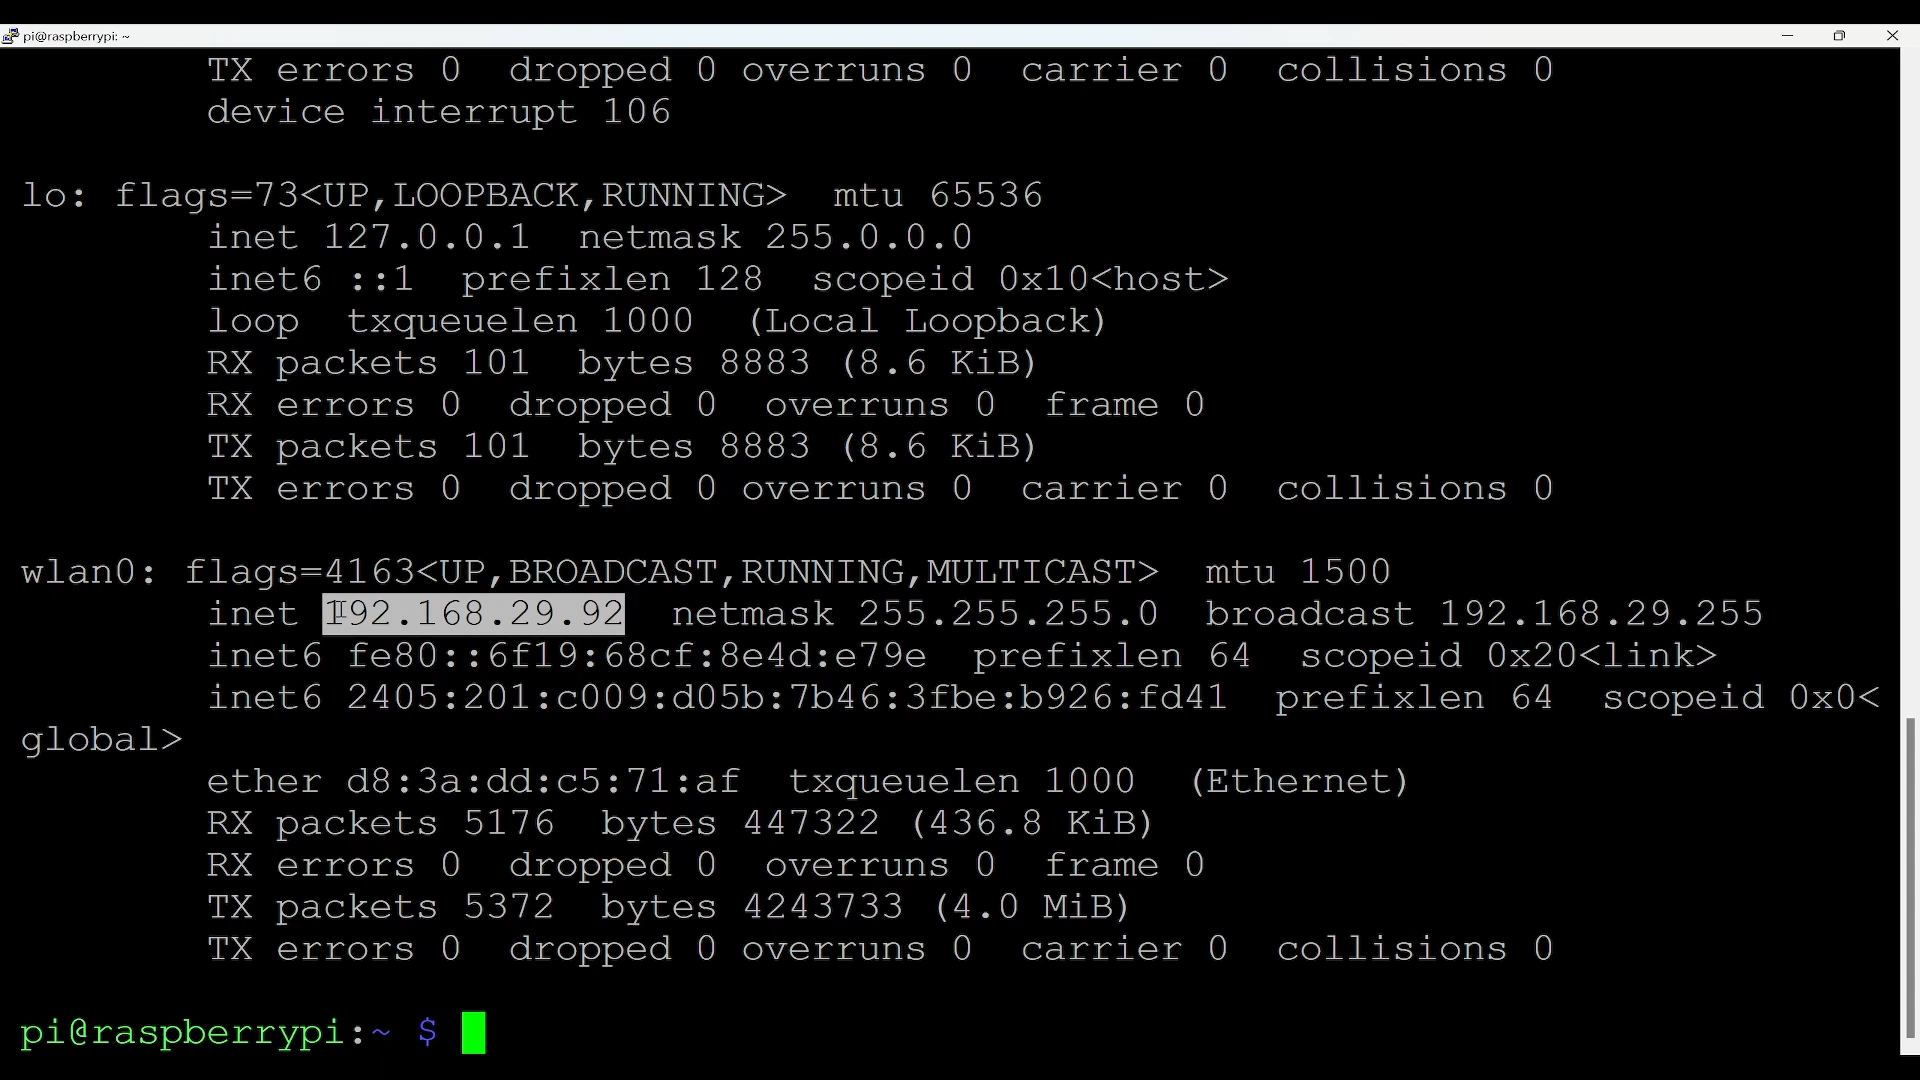 pi@raspberrypi: ~
TX errors 0  dropped 0 overruns 0  carrier 0  collisions 0
device interrupt 106
lo: flags=73<UP,LOOPBACK,RUNNING>  mtu 65536
inet 127.0.0.1  netmask 255.0.0.0
inet6 ::1  prefixlen 128  scopeid 0x10<host>
loop  txqueuelen 1000  (Local Loopback)
RX packets 101  bytes 8883 (8.6 KiB)
RX errors 0  dropped 0  overruns 0  frame 0
TX packets 101  bytes 8883 (8.6 KiB)
TX errors 0  dropped 0 overruns 0  carrier 0  collisions 0
wlan0: flags=4163<UP,BROADCAST,RUNNING,MULTICAST>  mtu 1500
inet 192.168.29.92  netmask 255.255.255.0  broadcast 192.168.29.255
inet6 fe80::6f19:68cf:8e4d:e79e  prefixlen 64  scopeid 0x20<link>
inet6 2405:201:c009:d05b:7b46:3fbe:b926:fd41  prefixlen 64  scopeid 0x0<
global>
ether d8:3a:dd:c5:71:af  txqueuelen 1000  (Ethernet)
RX packets 5176  bytes 447322 (436.8 KiB)
RX errors 0  dropped 0  overruns 0  frame 0
TX packets 5372  bytes 4243733 (4.0 MiB)
TX errors 0  dropped 0 overruns 0  carrier 0  collisions 0
pi@raspberrypi:~ $